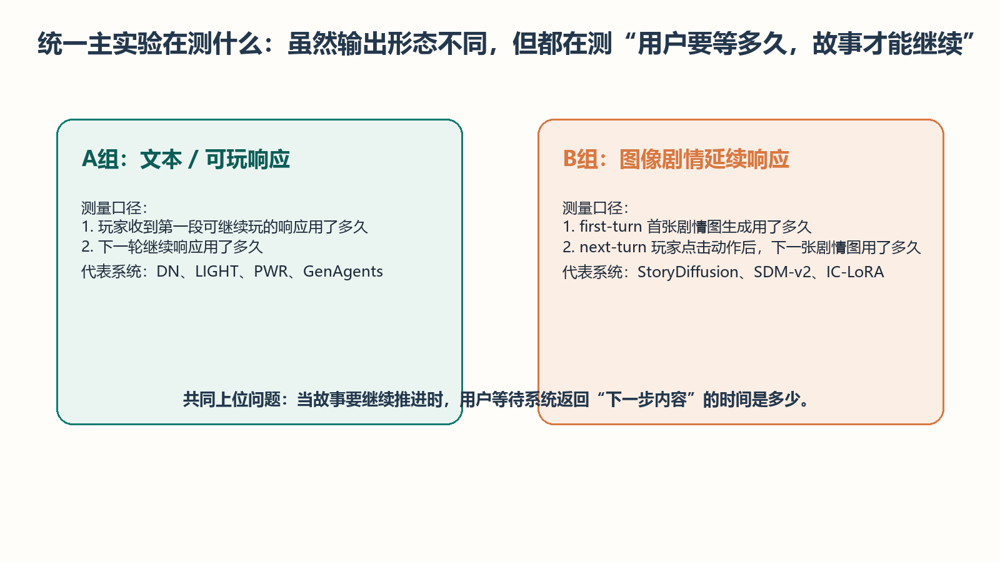 统一主实验在测什么：虽然输出形态不同，但都在测“用户要等多久，故事才能继续”
A组：文本 / 可玩响应
测量口径：
1. 玩家收到第一段可继续玩的响应用了多久
2. 下一轮继续响应用了多久
代表系统：DN、LIGHT、PWR、GenAgents
B组：图像剧情延续响应
测量口径：
1. first-turn 首张剧情图生成用了多久
2. next-turn 玩家点击动作后，下一张剧情图用了多久
代表系统：StoryDiffusion、SDM-v2、IC-LoRA
共同上位问题：当故事要继续推进时，用户等待系统返回“下一步内容”的时间是多少。